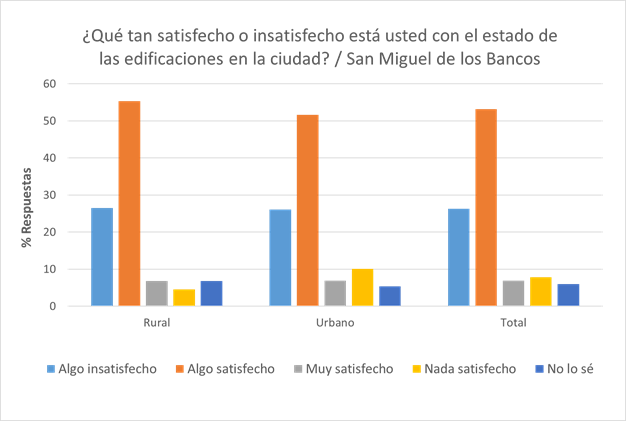 ¿Qué tan satisfecho o insatisfecho está usted con el estado de
las edificaciones en la ciudad? / San Miguel de los Bancos
60
50
40
30
20
10
0
% Respuestas
Rural Urbano Total
Algo insatisfecho Algo satisfecho Muy satisfecho Nada satisfecho No lo sé